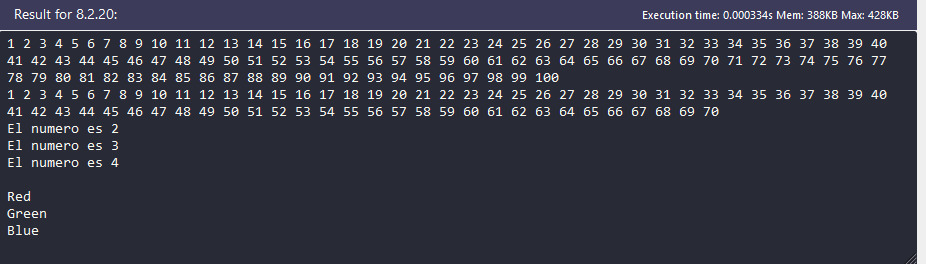 Result for 8.2.20:
Execution time: 0.000334s Mem: 388KB Max: 428KB
1 2 3 4 5 6 7 8 9 10 11 12 13 14 15 16 17 18 19 20 21 22 23 24 25 26 27 28 29 30 31 32 33 34 35 36 37 38 39 40
41 42 43 44 45 46 47 48 49 50 51 52 53 54 55 56 57 58 59 60 61 62 63 64 65 66 67 68 69 70 71 72 73 74 75 76 77
78 79 80 81 82 83 84 85 86 87 88 89 90 91 92 93 94 95 96 97 98 99 100
1 2 3 4 5 6 7 8 9 10 11 12 13 14 15 16 17 18 19 20 21 22 23 24 25 26 27 28 29 30 31 32 33 34 35 36 37 38 39 40
41 42 43 44 45 46 47 48 49 50 51 52 53 54 55 56 57 58 59 60 61 62 63 64 65 66 67 68 69 70
El numero es 2
El numero es 3
El numero es 4
Red
Green
Blue